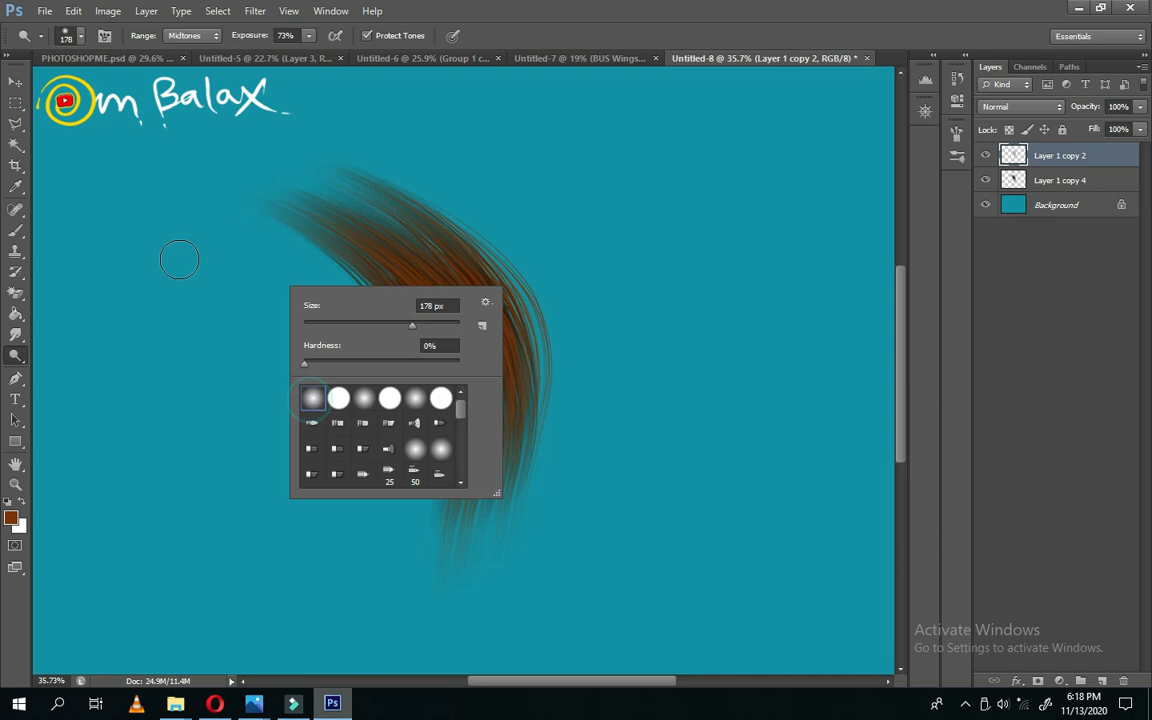 Ps File Edit Image Layer Type Select Filter View Window Help
178 Range: Midtones Exposure: 73% Protect Tones Essentials
PHOTOSHOPME.psd @ 29.6% ... × Untitled-5 @ 22.7% (Layer 3, R... × Untitled-6 @ 25.9% (Group 1 c... × Untitled-7 @ 19% (BUS Wings... × Untitled-8 @ 35.7% (Layer 1 copy 2, RGB/8) * ×
Layers Channels Paths
Kind
Normal Opacity: 100%
Lock: Fill: 100%
Layer 1 copy 2
Layer 1 copy 4
Background
@m Balax
Size: 178 px
Hardness: 0%
25 50
Activate Windows
Go to Settings to activate Windows.
35.73% Doc: 24.9M/11.4M
Ps
6:18 PM
11/13/2020